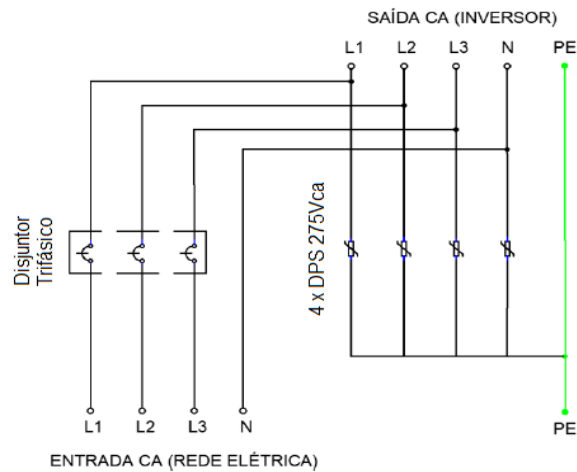 SAÍDA CA (INVERSOR)
L1 L2 L3 N PE
Disjuntor
Trifásico
4 x DPS 275Vca
L1 L2 L3 N PE
ENTRADA CA (REDE ELÉTRICA)